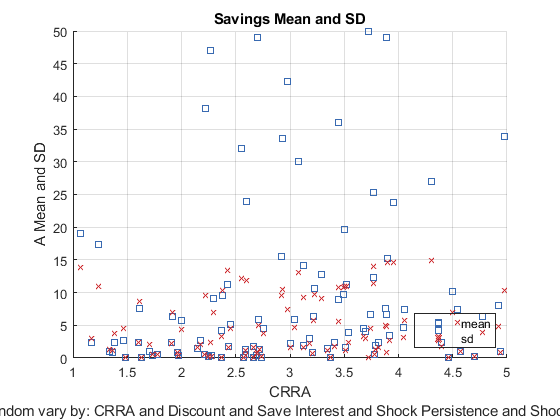 Savings Mean and SD
A Mean and SD
50
45
40
35
30
25
20
15
10
5
0
1 1.5 2 2.5 3 3.5 4 4.5 5
mean
sd
CRRA
vary by: CRRA and Discount and Save Interest and Shock Persistence and